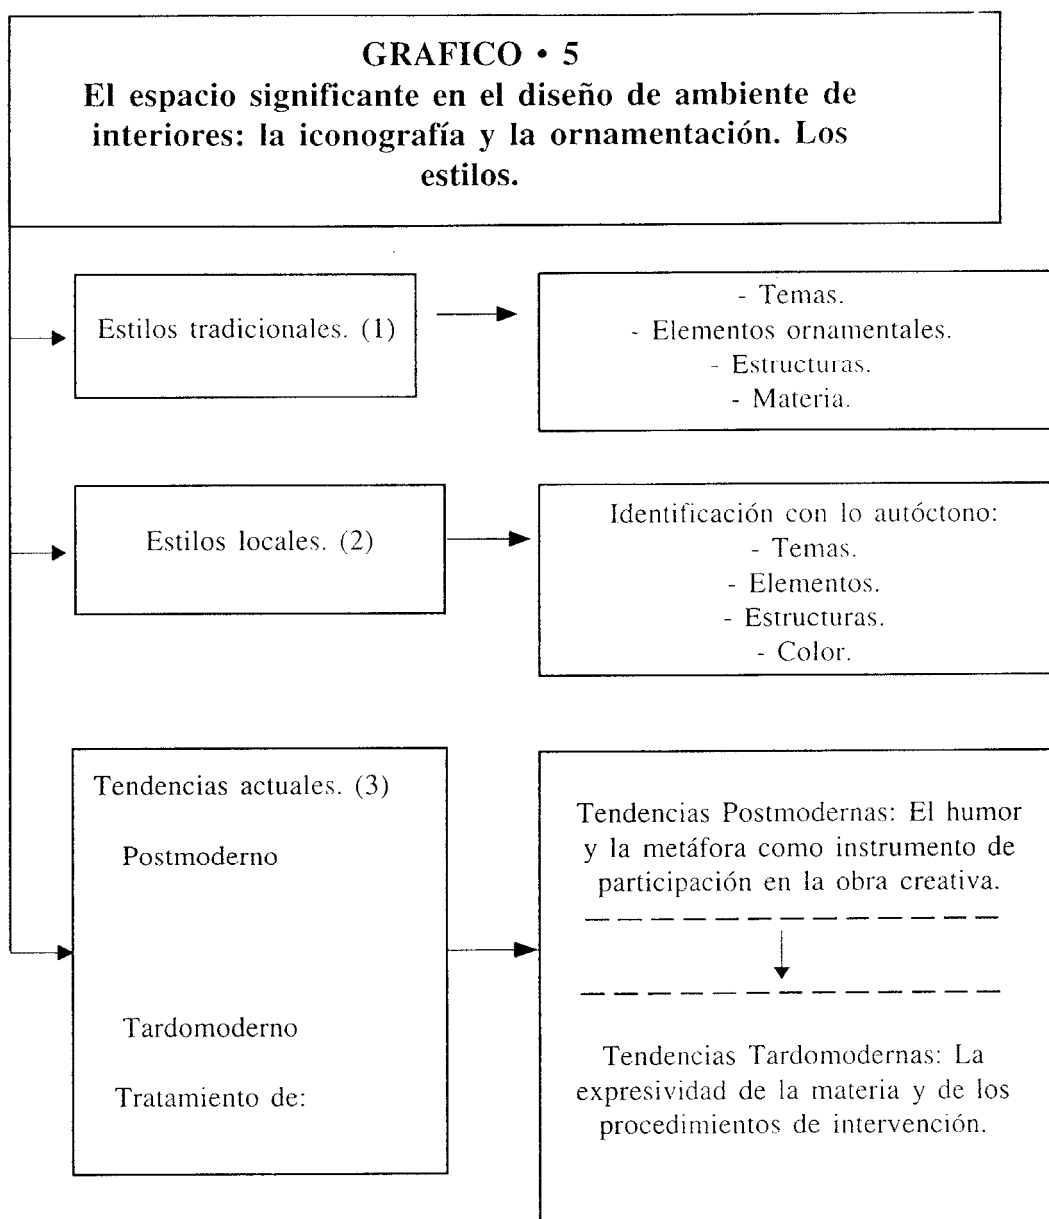 GRAFICO • 5
El espacio significante en el diseño de ambiente de
interiores: la iconografía y la ornamentación. Los
estilos.
Estilos tradicionales. (1)
- Temas.
- Elementos ornamentales.
- Estructuras.
- Materia.
Estilos locales. (2)
Identificación con lo autóctono:
- Temas.
- Elementos.
- Estructuras.
- Color.
Tendencias actuales. (3)
Postmoderno
Tardomoderno
Tratamiento de:
Tendencias Postmodernas: El humor
y la metáfora como instrumento de
participación en la obra creativa.
Tendencias Tardomodernas: La
expresividad de la materia y de los
procedimientos de intervención.